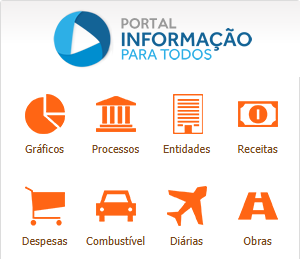 PORTAL
INFORMAÇÃO
PARA TODOS
Gráficos Processos Entidades Receitas
Despesas Combustível Diárias Obras